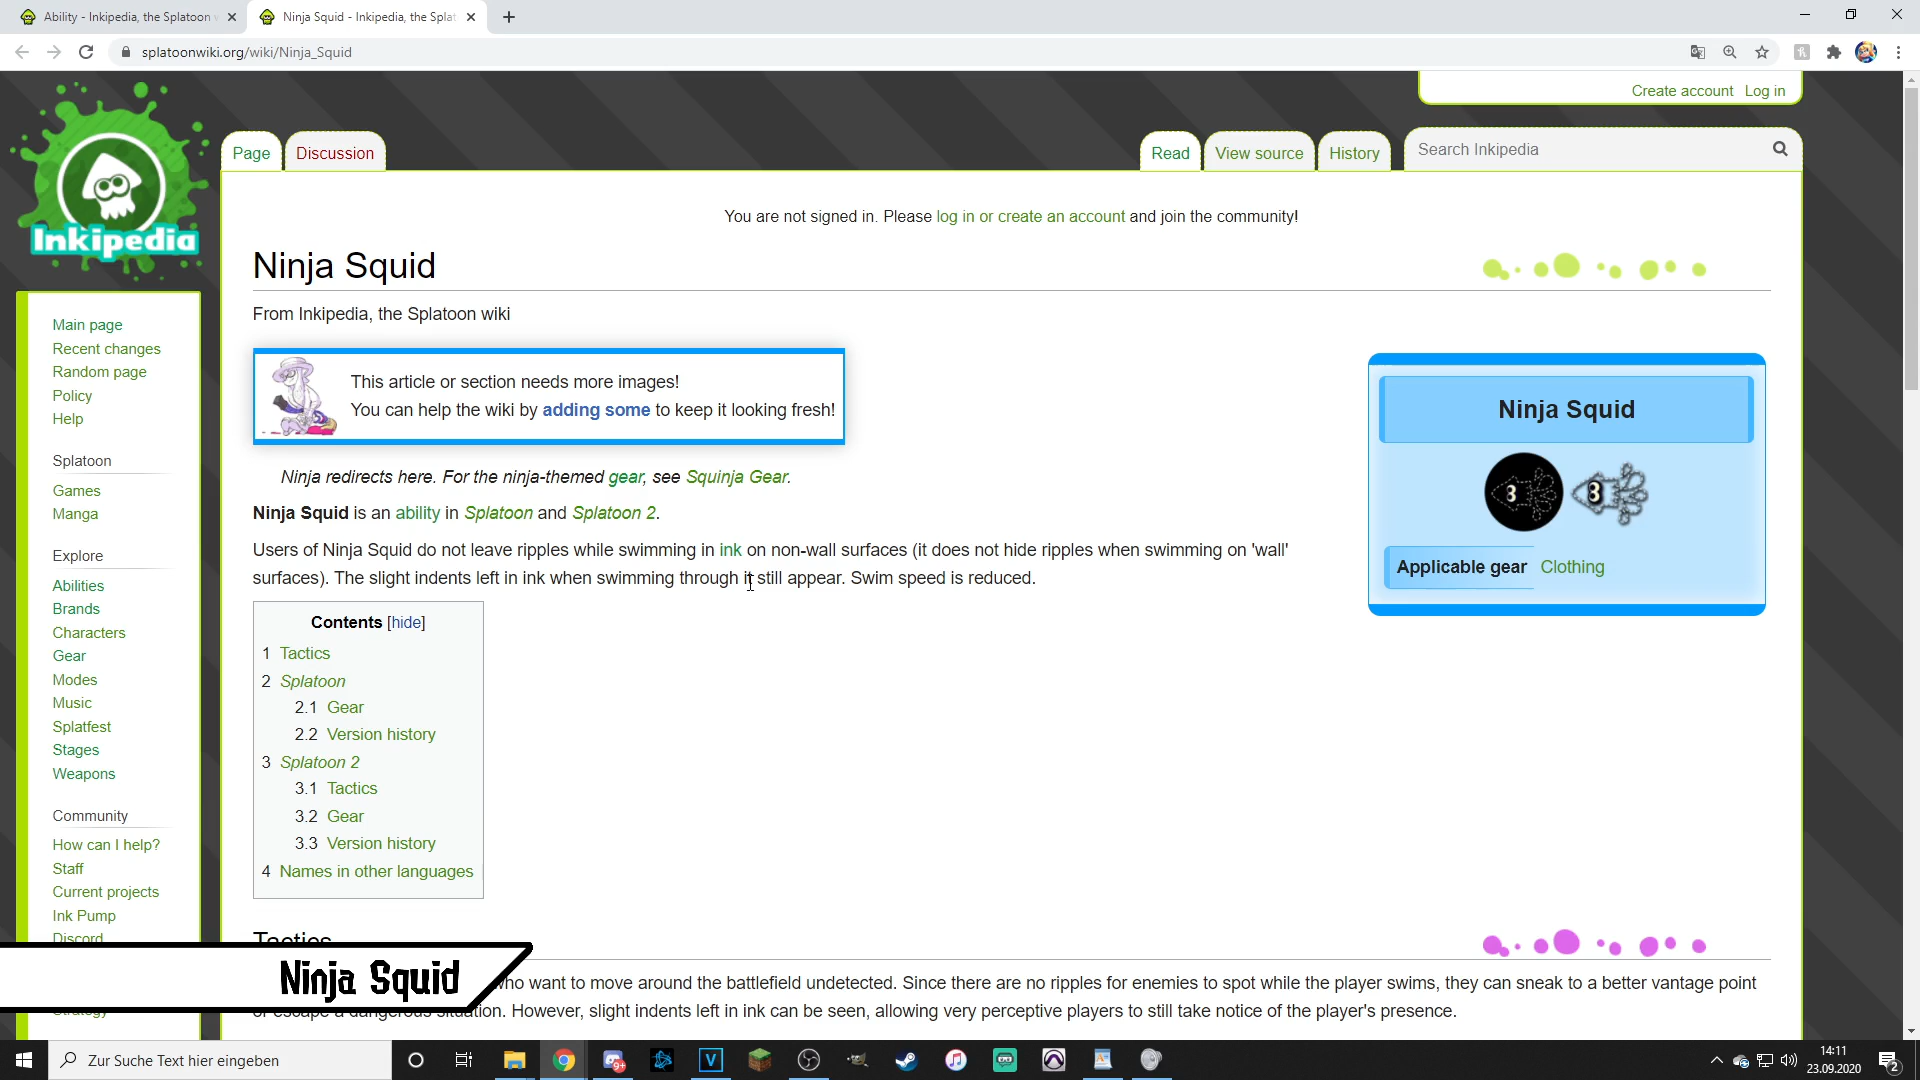 Ability - Inkipedia, the Splatoon
Ninja Squid - Inkipedia, the Splat
splatoonwiki.org/wiki/Ninja_Squid
Create account Log in
Page Discussion Read View source History Search Inkipedia
Inkipedia
You are not signed in. Please log in or create an account and join the community!
Ninja Squid
From Inkipedia, the Splatoon wiki
This article or section needs more images!
You can help the wiki by adding some to keep it looking fresh!
Ninja redirects here. For the ninja-themed gear, see Squinja Gear.
Ninja Squid is an ability in Splatoon and Splatoon 2.
Users of Ninja Squid do not leave ripples while swimming in ink on non-wall surfaces (it does not hide ripples when swimming on 'wall'
surfaces). The slight indents left in ink when swimming through it still appear. Swim speed is reduced.
Ninja Squid
Applicable gear Clothing
Contents [hide]
1 Tactics
2 Splatoon
2.1 Gear
2.2 Version history
3 Splatoon 2
3.1 Tactics
3.2 Gear
3.3 Version history
4 Names in other languages
Main page
Recent changes
Random page
Policy
Help
Splatoon
Games
Manga
Explore
Abilities
Brands
Characters
Gear
Modes
Music
Splatfest
Stages
Weapons
Community
How can I help?
Staff
Current projects
Ink Pump
Discord
Strategy
Tactics
who want to move around the battlefield undetected. Since there are no ripples for enemies to spot while the player swims, they can sneak to a better vantage point
or escape a dangerous situation. However, slight indents left in ink can be seen, allowing very perceptive players to still take notice of the player's presence.
Ninja Squid
Zur Suche Text hier eingeben
9+
V
14:11
23.09.2020
2